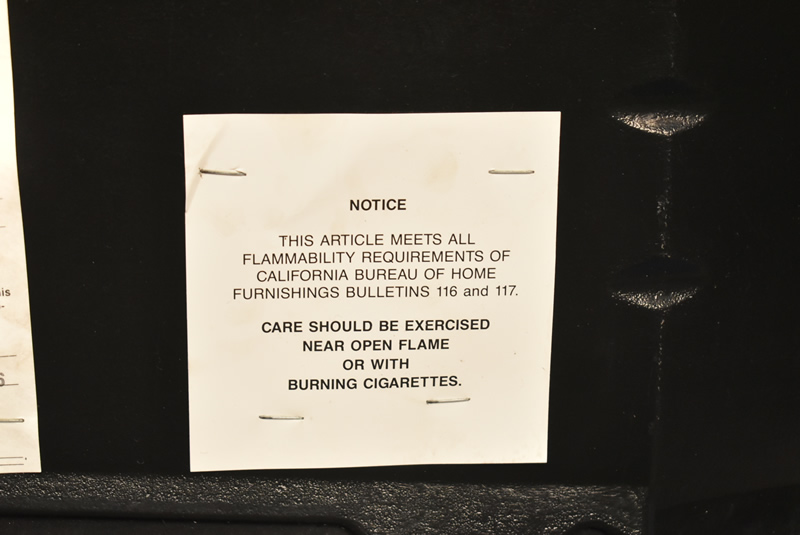 NOTICE
THIS ARTICLE MEETS ALL
FLAMMABILITY REQUIREMENTS OF
CALIFORNIA BUREAU OF HOME
FURNISHINGS BULLETINS 116 and 117.
CARE SHOULD BE EXERCISED
NEAR OPEN FLAME
OR WITH
BURNING CIGARETTES.